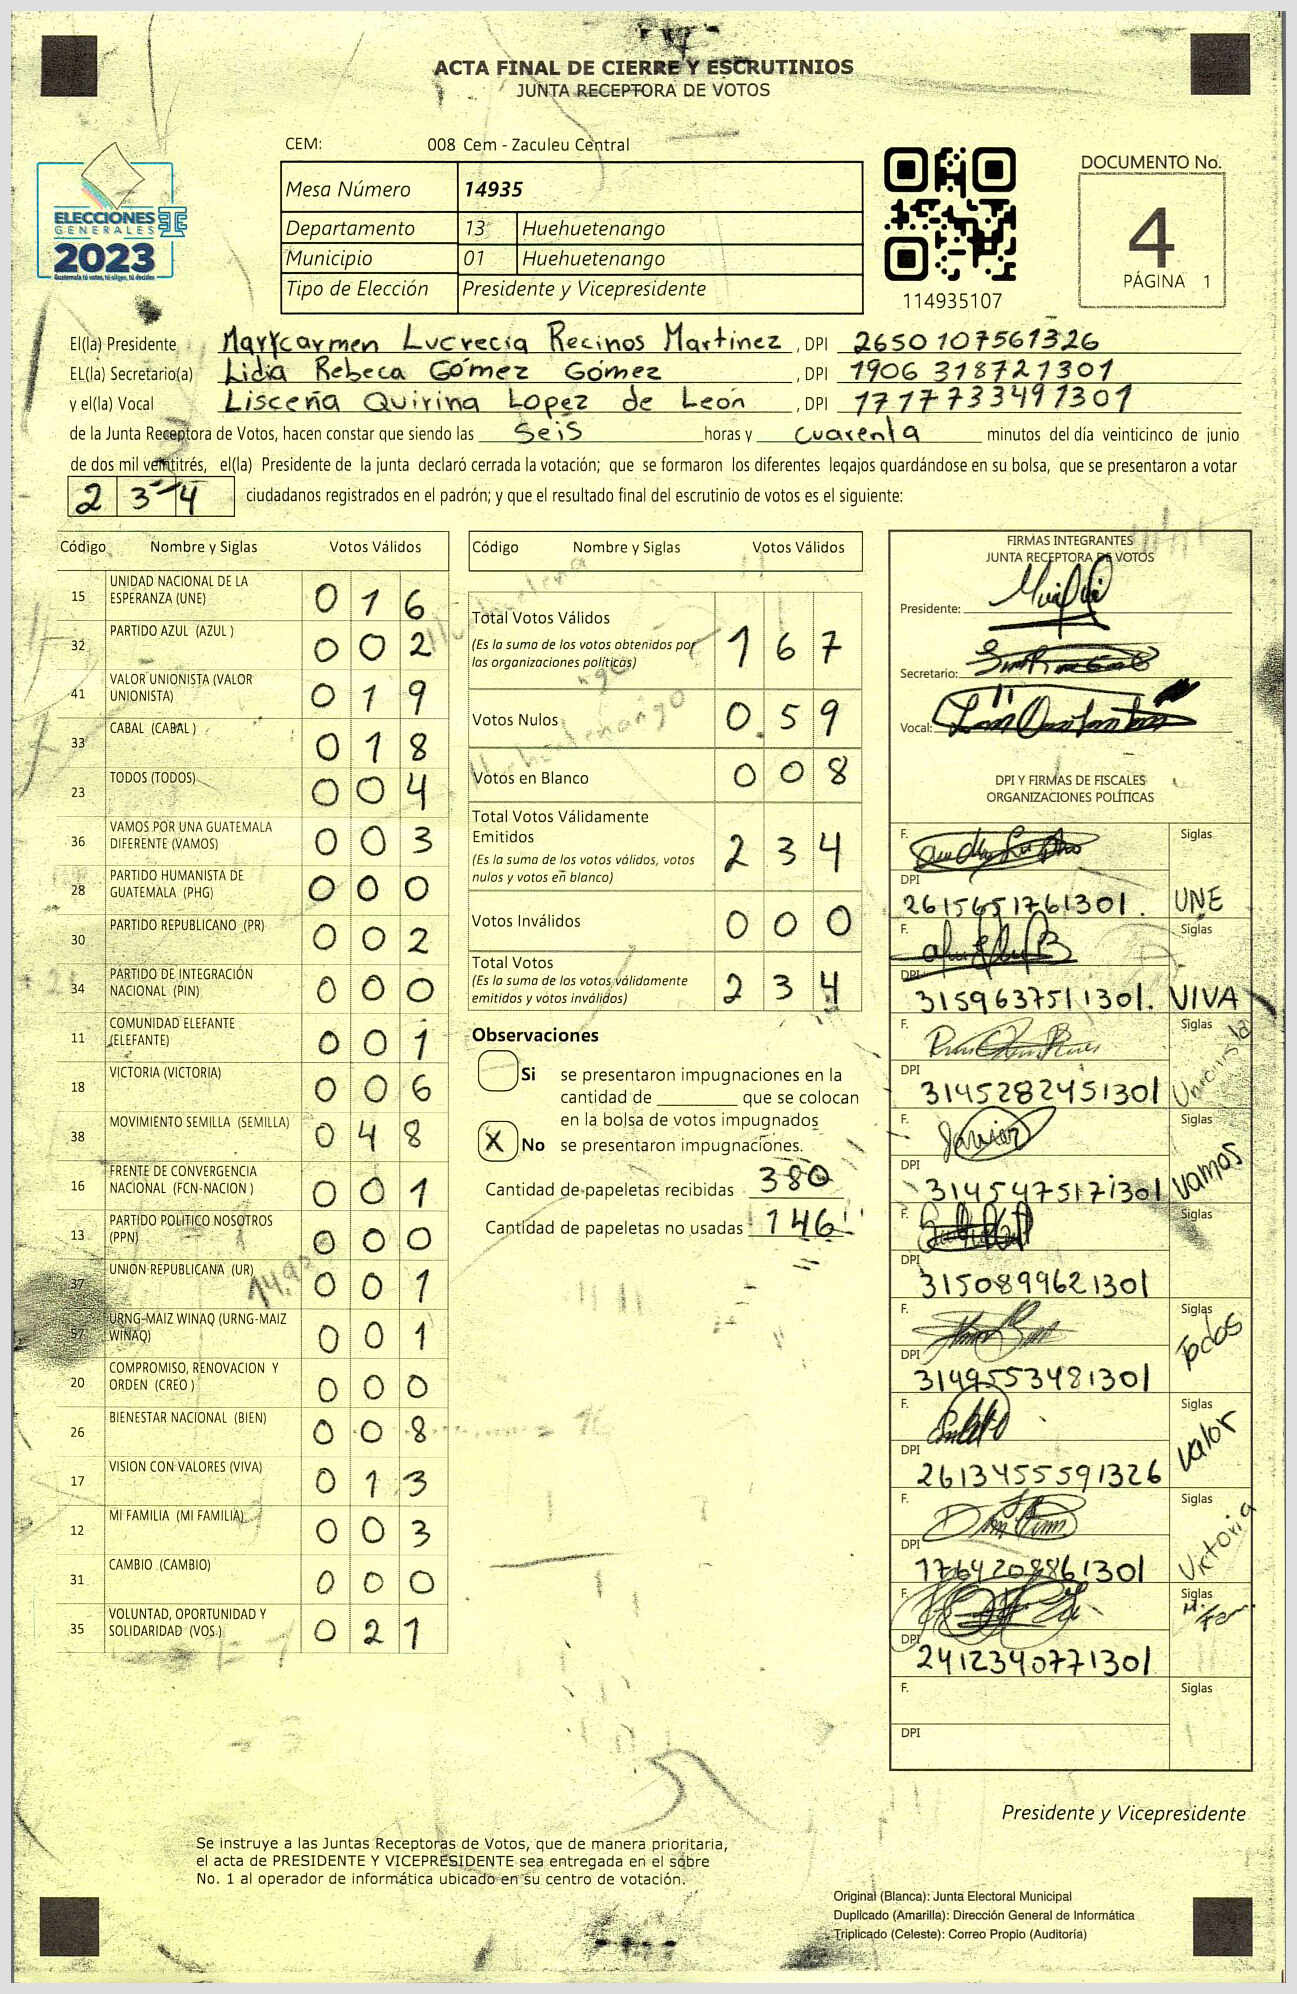 ACTA FINAL DE CIERRE Y ESCRUTINIOS
JUNTA RECEPTORA DE VOTOS
CEM: 008 Cem - Zaculeu Central
Mesa Número 14935
Departamento 13 Huehuetenango
Municipio 01 Huehuetenango
Tipo de Elección Presidente y Vicepresidente
ELECCIONES
GENERALES
2023
Guatemala tú votas, tú eliges, tú decides
114935107
DOCUMENTO No.
4
PÁGINA 1
El(la) Presidente Marycarmen Lucrecia Recinos Martinez , DPI 2650107561326
EL(la) Secretario(a) Lidia Rebeca Gómez Gómez , DPI 1906318721301
y el(la) Vocal Lisceña Quirina Lopez de León , DPI 1717733491301
de la Junta Receptora de Votos, hacen constar que siendo las Seis horas y cuarenta minutos del día veinticinco de junio
de dos mil veintitrés, el(la) Presidente de la junta declaró cerrada la votación; que se formaron los diferentes legajos guardándose en su bolsa, que se presentaron a votar
2 3 4 ciudadanos registrados en el padrón; y que el resultado final del escrutinio de votos es el siguiente:
Código Nombre y Siglas Votos Válidos
15 UNIDAD NACIONAL DE LA ESPERANZA (UNE) 0 1 6
32 PARTIDO AZUL (AZUL ) 0 0 2
41 VALOR UNIONISTA (VALOR UNIONISTA) 0 1 9
33 CABAL (CABAL ) 0 1 8
23 TODOS (TODOS) 0 0 4
36 VAMOS POR UNA GUATEMALA DIFERENTE (VAMOS) 0 0 3
28 PARTIDO HUMANISTA DE GUATEMALA (PHG) 0 0 0
30 PARTIDO REPUBLICANO (PR) 0 0 2
34 PARTIDO DE INTEGRACIÓN NACIONAL (PIN) 0 0 0
11 COMUNIDAD ELEFANTE (ELEFANTE) 0 0 1
18 VICTORIA (VICTORIA) 0 0 6
38 MOVIMIENTO SEMILLA (SEMILLA) 0 4 8
16 FRENTE DE CONVERGENCIA NACIONAL (FCN-NACION ) 0 0 1
13 PARTIDO POLITICO NOSOTROS (PPN) 0 0 0
37 UNION REPUBLICANA (UR) 0 0 1
57 URNG-MAIZ WINAQ (URNG-MAIZ WINAQ) 0 0 1
20 COMPROMISO, RENOVACION Y ORDEN (CREO ) 0 0 0
26 BIENESTAR NACIONAL (BIEN) 0 0 8
17 VISION CON VALORES (VIVA) 0 1 3
12 MI FAMILIA (MI FAMILIA) 0 0 3
31 CAMBIO (CAMBIO) 0 0 0
35 VOLUNTAD, OPORTUNIDAD Y SOLIDARIDAD (VOS ) 0 2 1
Código Nombre y Siglas Votos Válidos
Total Votos Válidos 1 6 7
(Es la suma de los votos obtenidos por
las organizaciones políticas)
Votos Nulos 0 5 9
Votos en Blanco 0 0 8
Total Votos Válidamente
Emitidos 2 3 4
(Es la suma de los votos válidos, votos
nulos y votos en blanco)
Votos Inválidos 0 0 0
Total Votos 2 3 4
(Es la suma de los votos válidamente
emitidos y votos inválidos)
Observaciones
Si se presentaron impugnaciones en la
cantidad de ________ que se colocan
en la bolsa de votos impugnados
X No se presentaron impugnaciones.
Cantidad de papeletas recibidas 380
Cantidad de papeletas no usadas 146
FIRMAS INTEGRANTES
JUNTA RECEPTORA DE VOTOS
Presidente:
Secretario:
Vocal:
DPI Y FIRMAS DE FISCALES
ORGANIZACIONES POLÍTICAS
F. Siglas
DPI 2615651761301. UNE
F. Siglas
DPI 3159637511301. VIVA
F. Siglas
DPI 3145282451301 Unionista
F. Siglas
DPI 3145475171301 Vamos
F. Siglas
DPI 3150899621301
F. Siglas
DPI 3149553481301 Todos
F. Siglas
DPI 2613455591326 Valor
F. Siglas
DPI 1764208861301 Victoria
F. Siglas
DPI 2412340771301
F. Siglas
DPI
Presidente y Vicepresidente
Se instruye a las Juntas Receptoras de Votos, que de manera prioritaria,
el acta de PRESIDENTE Y VICEPRESIDENTE sea entregada en el sobre
No. 1 al operador de informática ubicado en su centro de votación.
Original (Blanca): Junta Electoral Municipal
Duplicado (Amarilla): Dirección General de Informática
Triplicado (Celeste): Correo Propio (Auditoría)